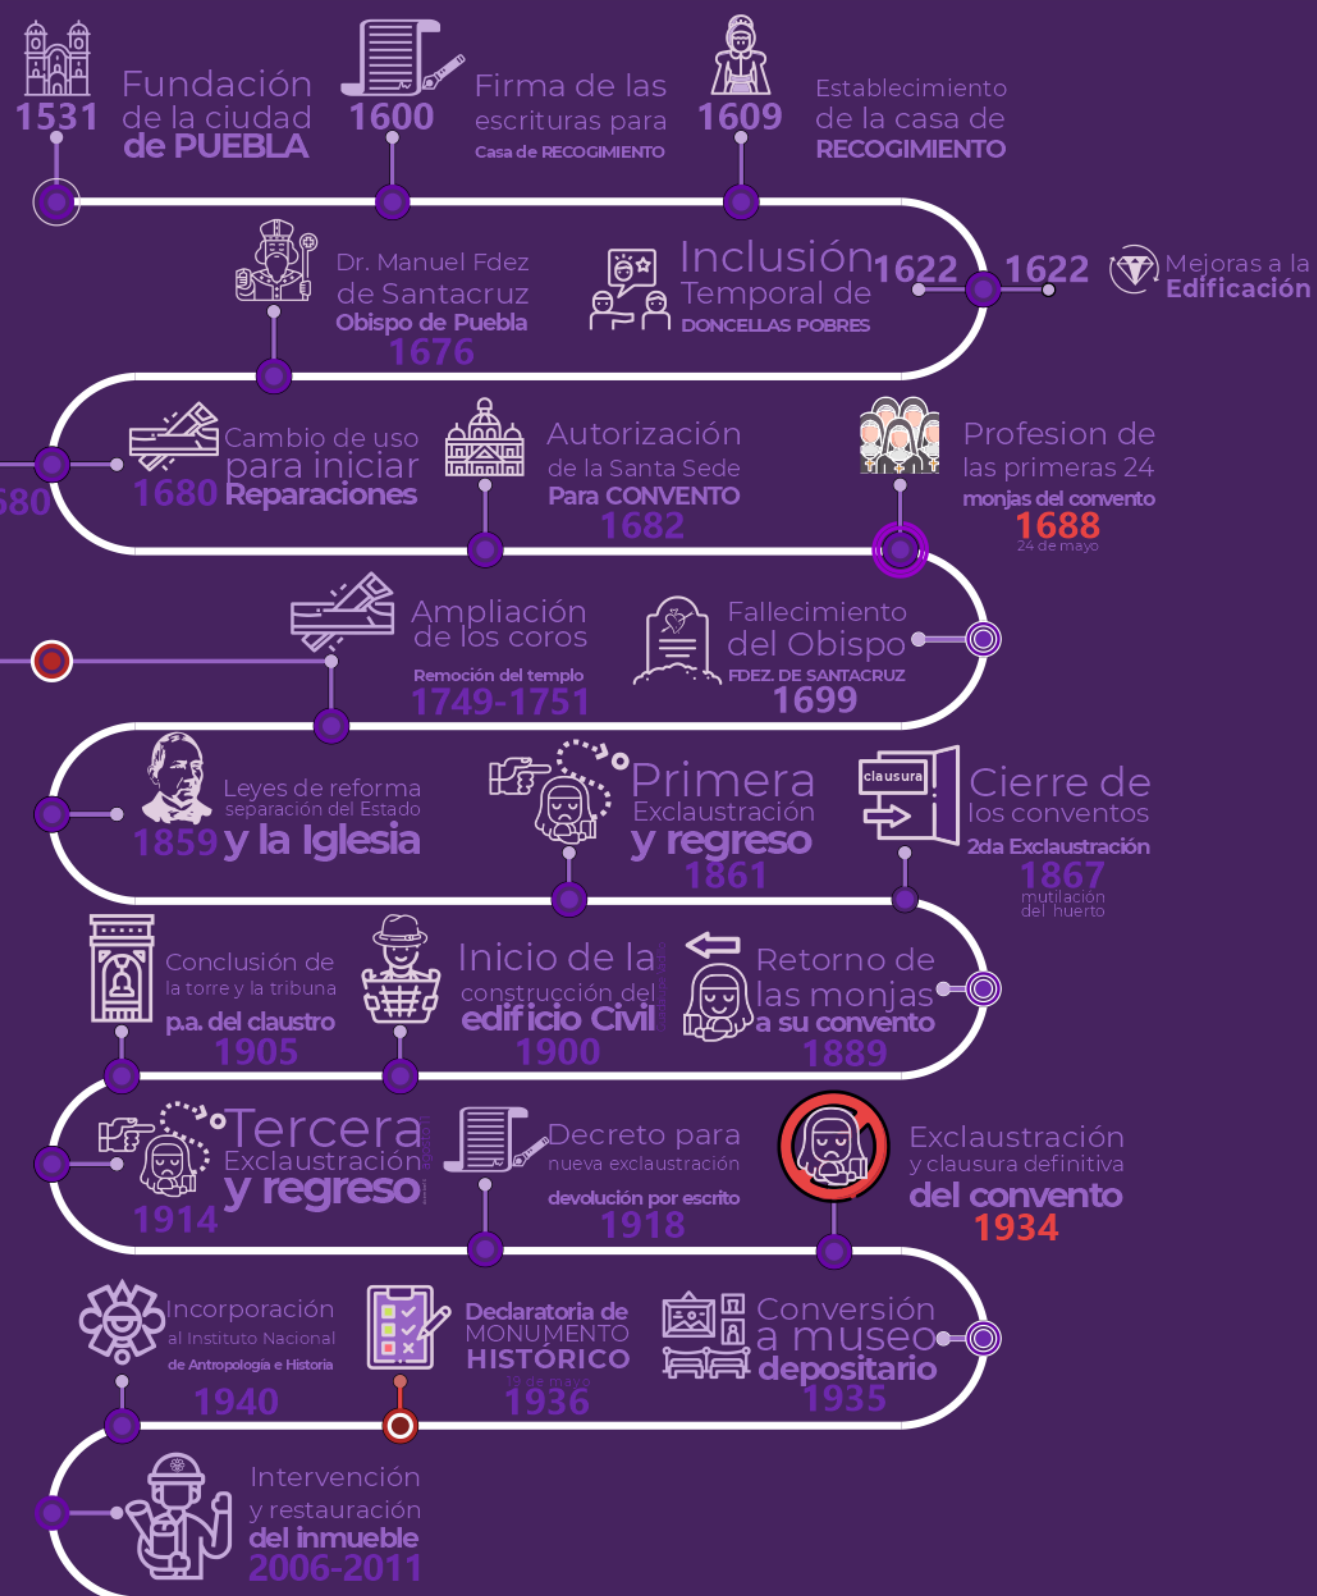 1531
Fundación
de la ciudad
de PUEBLA
1600
Firma de las
escrituras para
Casa de RECOGIMIENTO
1609
Establecimiento
de la casa de
RECOGIMIENTO
1622
Mejoras a la
Edificación
1622
Inclusión
Temporal de
DONCELLAS POBRES
Dr. Manuel Fdez
de Santacruz
Obispo de Puebla
1676
680
1680
Cambio de uso
para iniciar
Reparaciones
Autorización
de la Santa Sede
Para CONVENTO
1682
Profesion de
las primeras 24
monjas del convento
1688
24 de mayo
Fallecimiento
del Obispo
FDEZ. DE SANTACRUZ
1699
Ampliación
de los coros
Remoción del templo
1749-1751
1859
Leyes de reforma
separación del Estado
y la Iglesia
Primera
Exclaustración
y regreso
1861
clausura
Cierre de
los conventos
2da Exclaustración
1867
mutilación
del huerto
Retorno de
las monjas
a su convento
1889
Inicio de la
construcción del
edificio Civil
1900
Conclusión de
la torre y la tribuna
p.a. del claustro
1905
1914
Tercera
Exclaustración
y regreso
Decreto para
nueva exclaustración
devolución por escrito
1918
Exclaustración
y clausura definitiva
del convento
1934
Conversión
a museo
depositario
1935
Declaratoria de
MONUMENTO
HISTÓRICO
19 de mayo
1936
Incorporación
al Instituto Nacional
de Antropología e Historia
1940
Intervención
y restauración
del inmueble
2006-2011